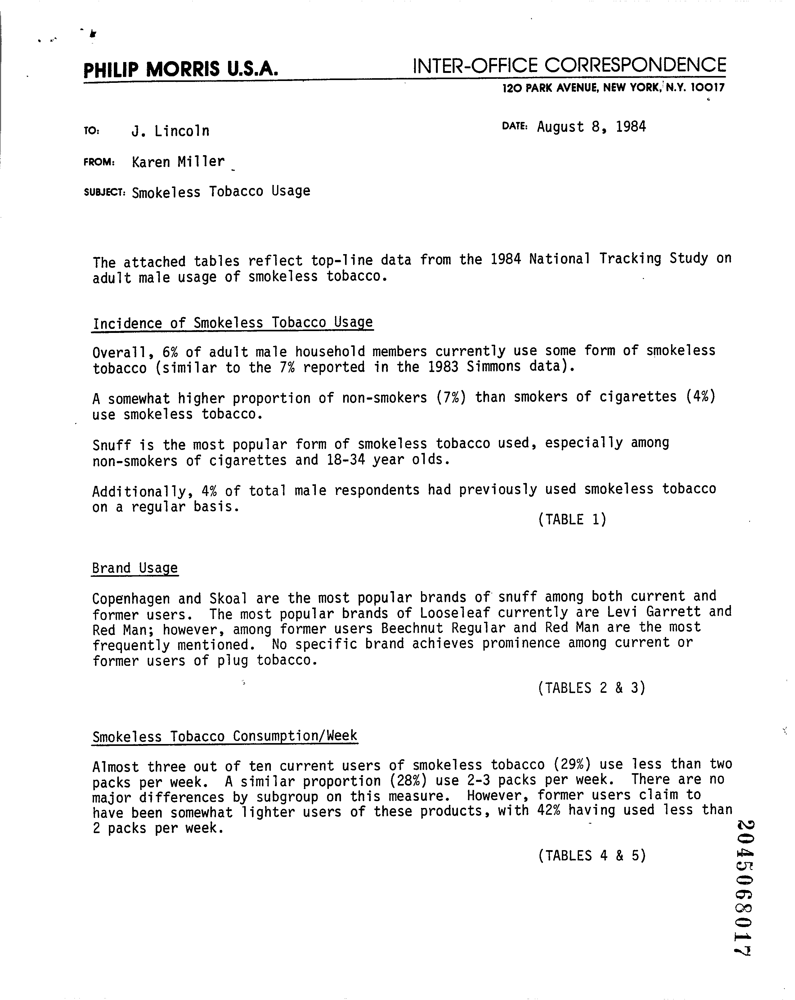 PHILIP MORRIS U.S.A. INTER-OFFICE CORRESPONDENCE
120 PARK AVENUE, NEW YORK, N.Y. 10017
TO: J. Lincoln DATE: August 8, 1984
FROM: Karen Miller
SUBJECT: Smokeless Tobacco Usage
The attached tables reflect top-line data from the 1984 National Tracking Study on
adult male usage of smokeless tobacco.
Incidence of Smokeless Tobacco Usage
Overall, 6% of adult male household members currently use some form of smokeless
tobacco (similar to the 7% reported in the 1983 Simmons data).
A somewhat higher proportion of non-smokers (7%) than smokers of cigarettes (4%)
use smokeless tobacco.
Snuff is the most popular form of smokeless tobacco used, especially among
non-smokers of cigarettes and 18-34 year olds.
Additionally, 4% of total male respondents had previously used smokeless tobacco
on a regular basis.
(TABLE 1)
Brand Usage
Copenhagen and Skoal are the most popular brands of snuff among both current and
former users. The most popular brands of Looseleaf currently are Levi Garrett and
Red Man; however, among former users Beechnut Regular and Red Man are the most
frequently mentioned. No specific brand achieves prominence among current or
former users of plug tobacco.
(TABLES 2 & 3)
Smokeless Tobacco Consumption/Week
Almost three out of ten current users of smokeless tobacco (29%) use less than two
packs per week. A similar proportion (28%) use 2-3 packs per week. There are no
major differences by subgroup on this measure. However, former users claim to
have been somewhat lighter users of these products, with 42% having used less than
2 packs per week.
(TABLES 4 & 5)
2045068017